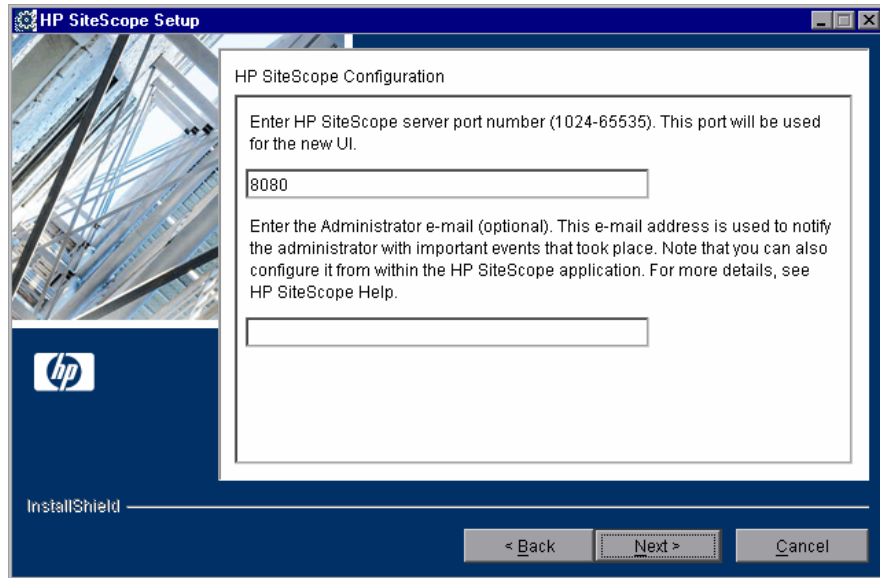 HP SiteScope Setup
HP SiteScope Configuration
Enter HP SiteScope server port number (1024-65535). This port will be used
for the new UI.
8080
Enter the Administrator e-mail (optional). This e-mail address is used to notify
the administrator with important events that took place. Note that you can also
configure it from within the HP SiteScope application. For more details, see
HP SiteScope Help.
hp
InstallShield
< Back
Next >
Cancel